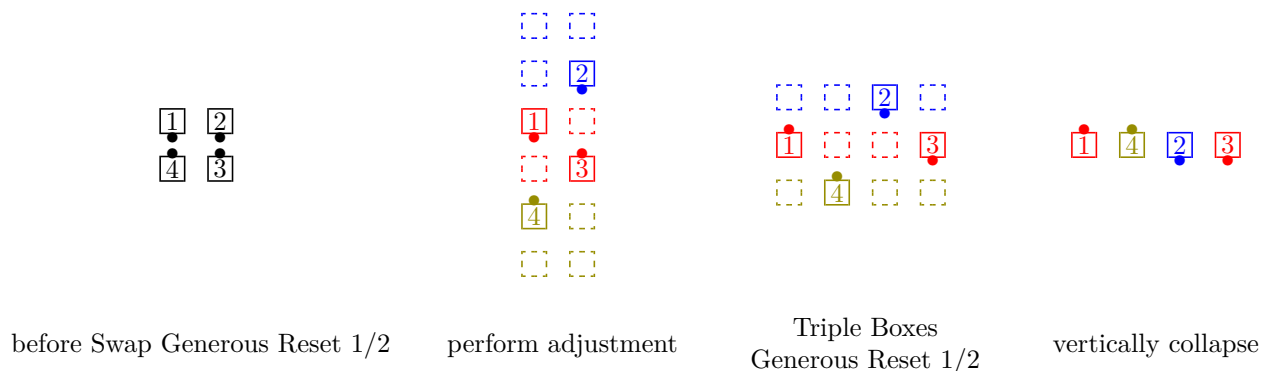 1 2
4 3
before Swap Generous Reset 1/2
2
1
3
4
perform adjustment
2
1 3
4
Triple Boxes
Generous Reset 1/2
1 4 2 3
vertically collapse